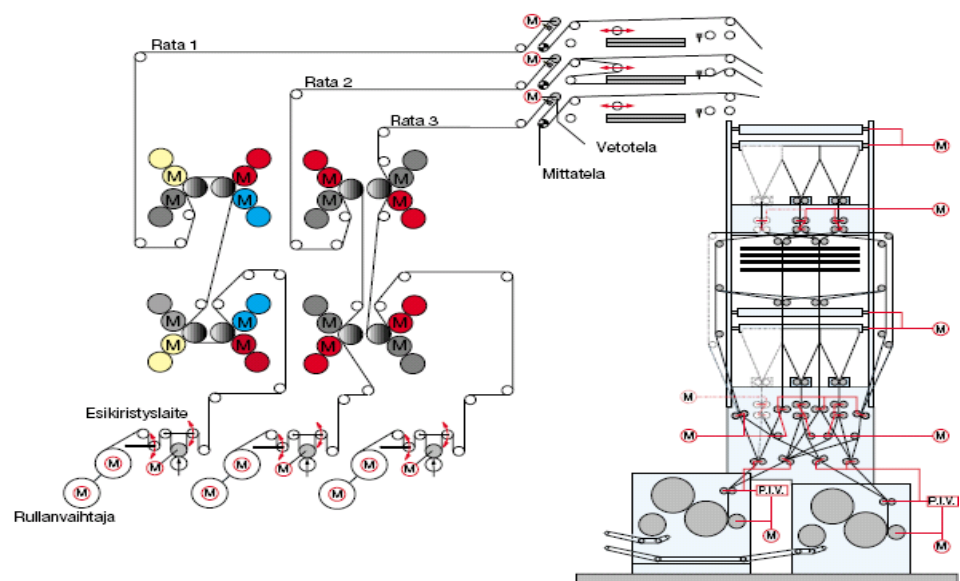 M
Rata 1
M
Rata 2
M
Rata 3
Vetotela
Mittatela
M
M M M M
M M M M
M
M M M M
M
M M M M
M
Esikiristyslaite
M M
M M M M M M
M M M
Rullanvaihtaja
P.I.V.
P.I.V.
M
M